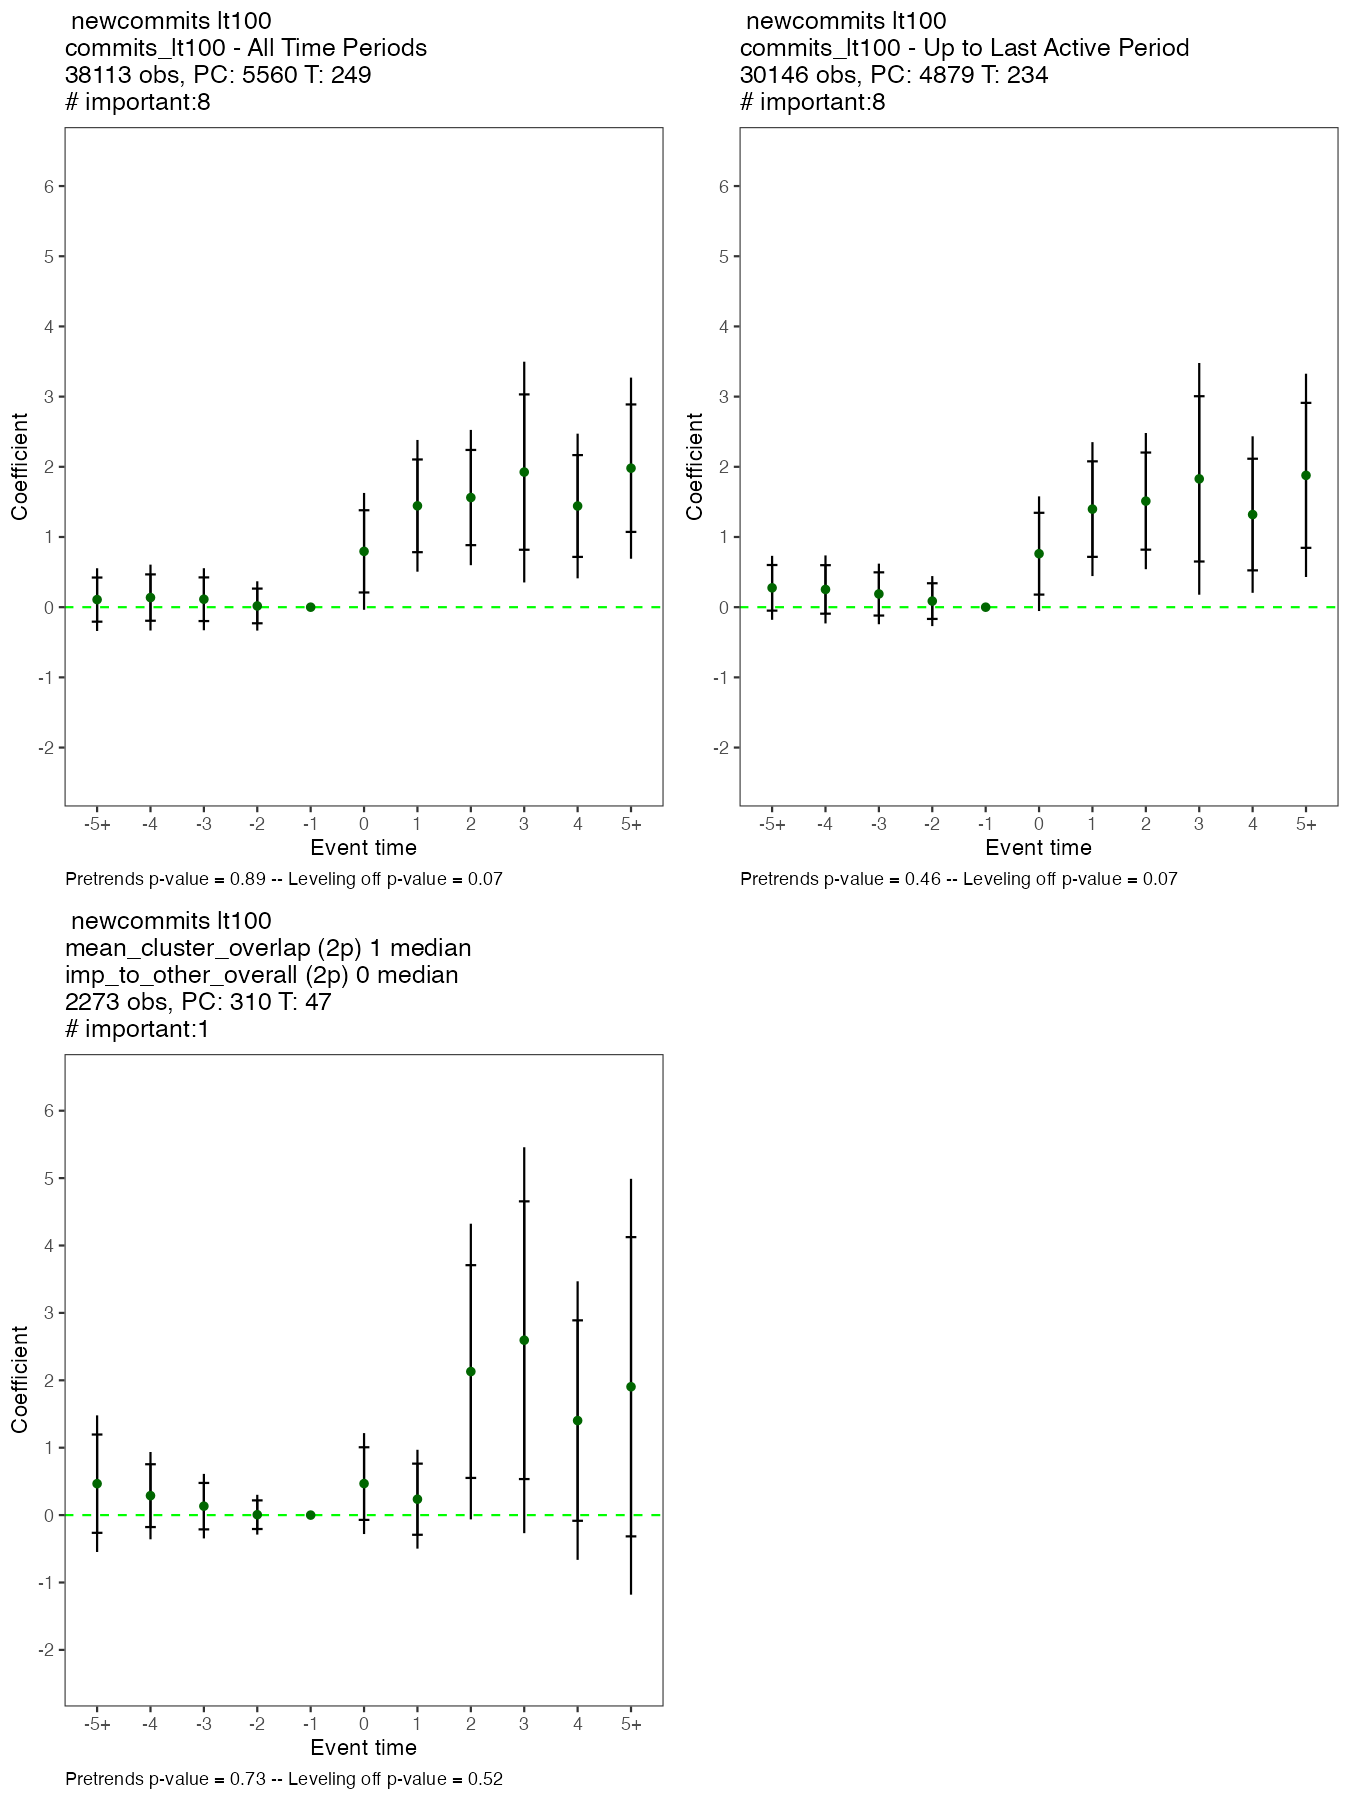 newcommits lt100
commits_lt100 - All Time Periods
38113 obs, PC: 5560 T: 249
# important:8
6
5
4
3
2
1
0
-1
-2
Coefficient
-5+ -4 -3 -2 -1 0 1 2 3 4 5+
Event time
Pretrends p-value = 0.89 -- Leveling off p-value = 0.07
newcommits lt100
commits_lt100 - Up to Last Active Period
30146 obs, PC: 4879 T: 234
# important:8
6
5
4
3
2
1
0
-1
-2
Coefficient
-5+ -4 -3 -2 -1 0 1 2 3 4 5+
Event time
Pretrends p-value = 0.46 -- Leveling off p-value = 0.07
newcommits lt100
mean_cluster_overlap (2p) 1 median
imp_to_other_overall (2p) 0 median
2273 obs, PC: 310 T: 47
# important:1
6
5
4
3
2
1
0
-1
-2
Coefficient
-5+ -4 -3 -2 -1 0 1 2 3 4 5+
Event time
Pretrends p-value = 0.73 -- Leveling off p-value = 0.52